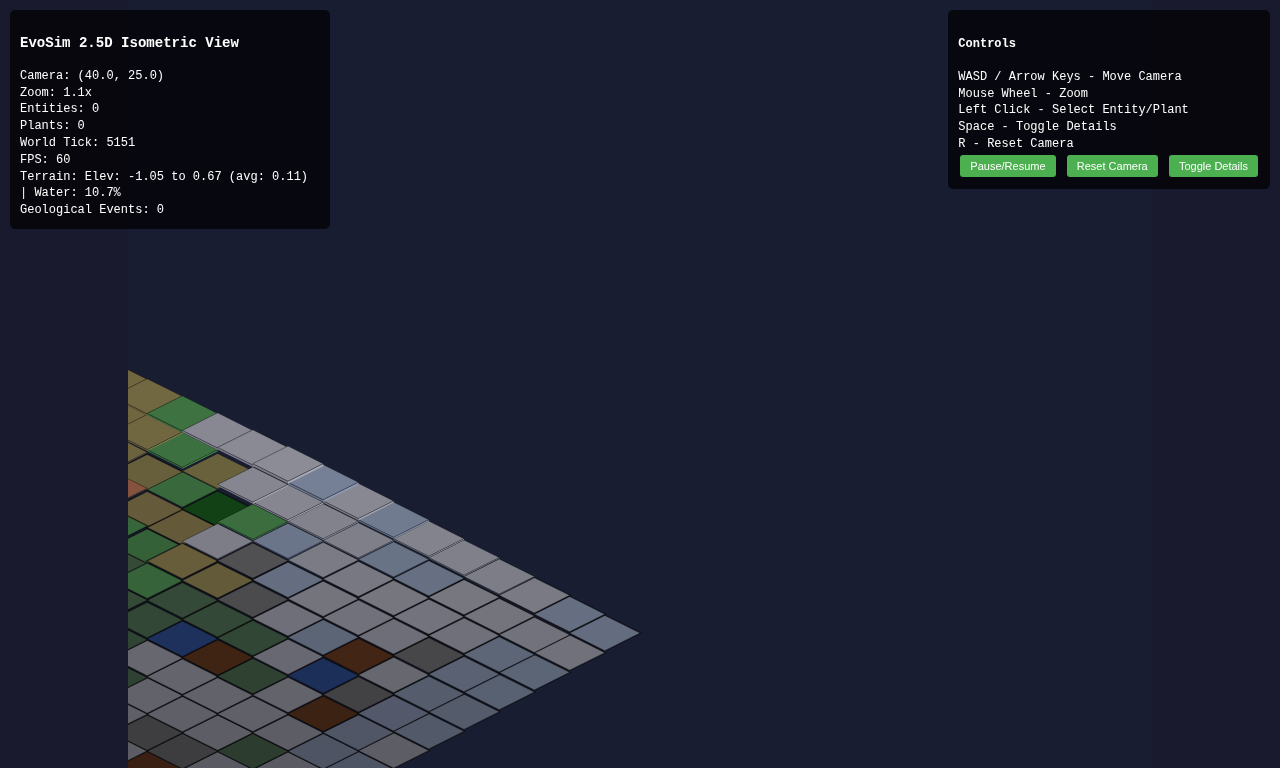 EvoSim 2.5D Isometric View
Camera: (40.0, 25.0)
Zoom: 1.1x
Entities: 0
Plants: 0
World Tick: 5151
FPS: 60
Terrain: Elev: -1.05 to 0.67 (avg: 0.11)
| Water: 10.7%
Geological Events: 0
Controls
WASD / Arrow Keys - Move Camera
Mouse Wheel - Zoom
Left Click - Select Entity/Plant
Space - Toggle Details
R - Reset Camera
Pause/Resume Reset Camera Toggle Details